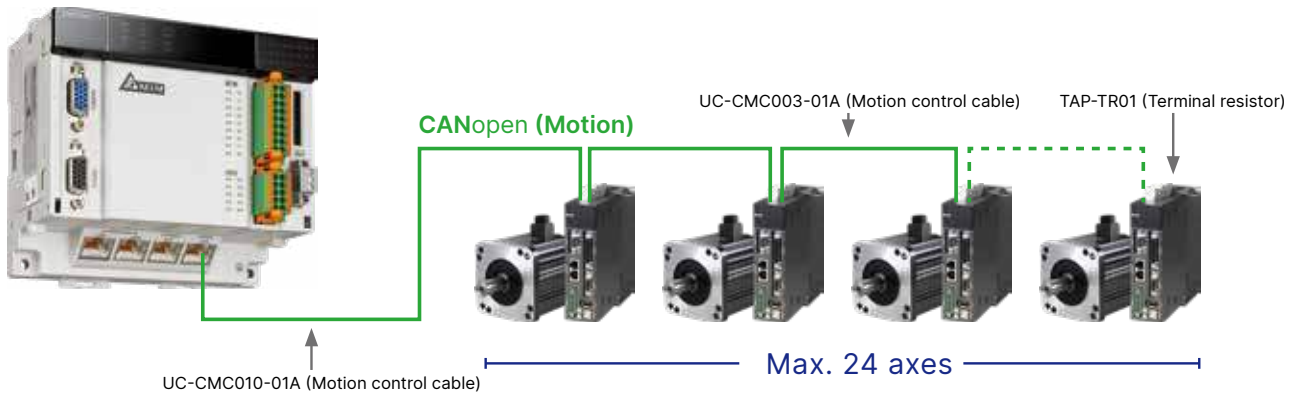 UC-CMC003-01A (Motion control cable)
TAP-TR01 (Terminal resistor)
CANopen (Motion)
Max. 24 axes
UC-CMC010-01A (Motion control cable)